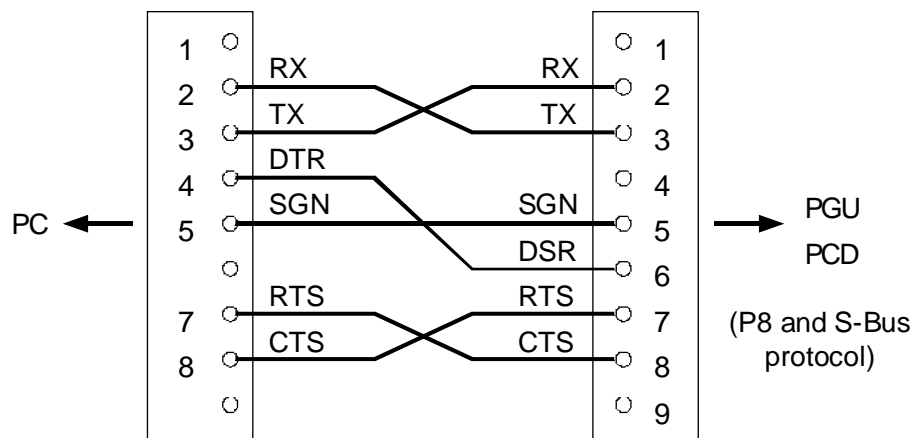 1 1
RX RX
2 2
TX TX
3 3
DTR
4 4
SGN SGN
PC 5 5 PGU
PCD
DSR
6
RTS RTS
7 7
(P8 and S-Bus
protocol)
CTS CTS
8 8
9